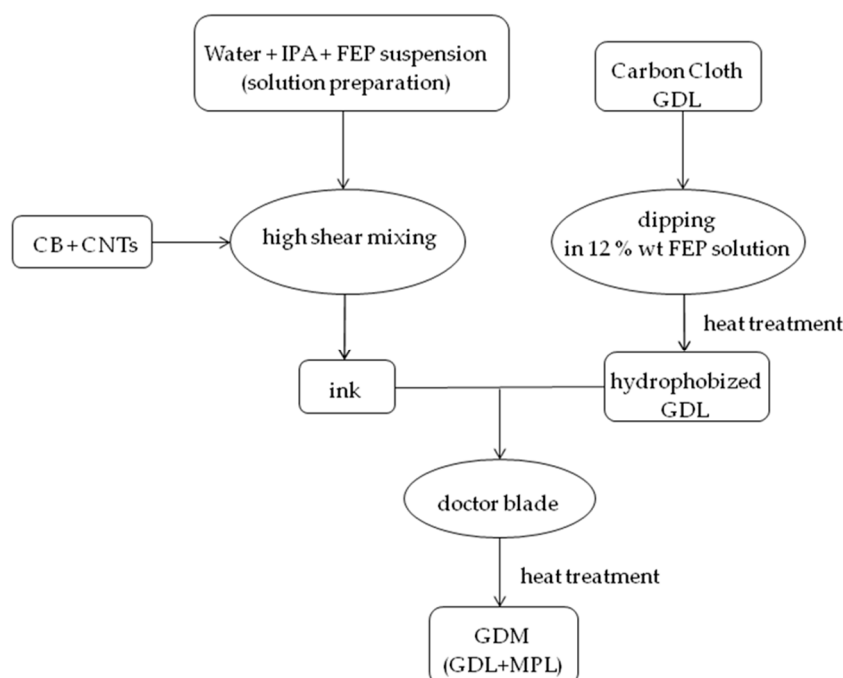 Water + IPA + FEP suspension
(solution preparation)
Carbon Cloth
GDL
CB + CNTs
high shear mixing
dipping
in 12 % wt FEP solution
heat treatment
ink
hydrophobized
GDL
doctor blade
heat treatment
GDM
(GDL+MPL)